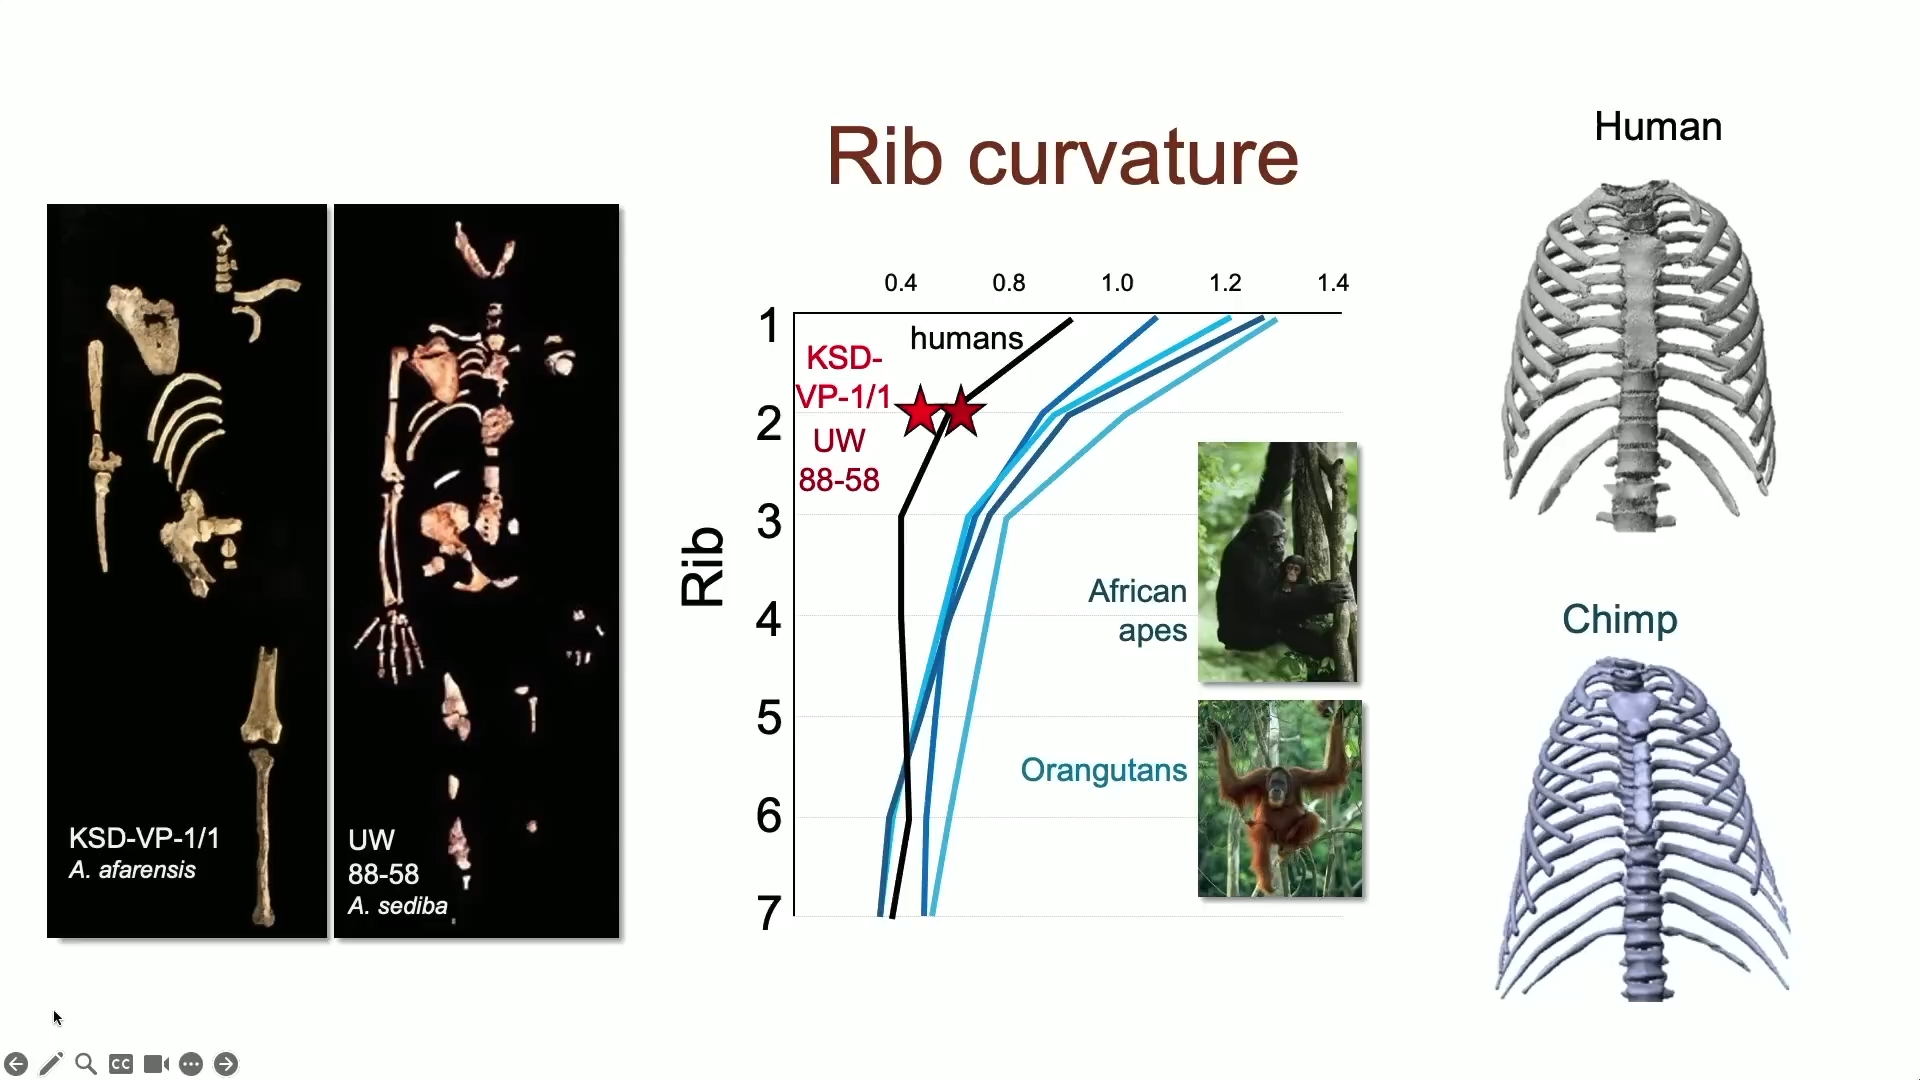 Rib curvature
Human
0.4 0.8 1.0 1.2 1.4
1
humans
KSD-
VP-1/1
2
UW
88-58
3
Rib
African
apes
4
Chimp
5
Orangutans
6
7
KSD-VP-1/1
A. afarensis
UW
88-58
A. sediba
CC